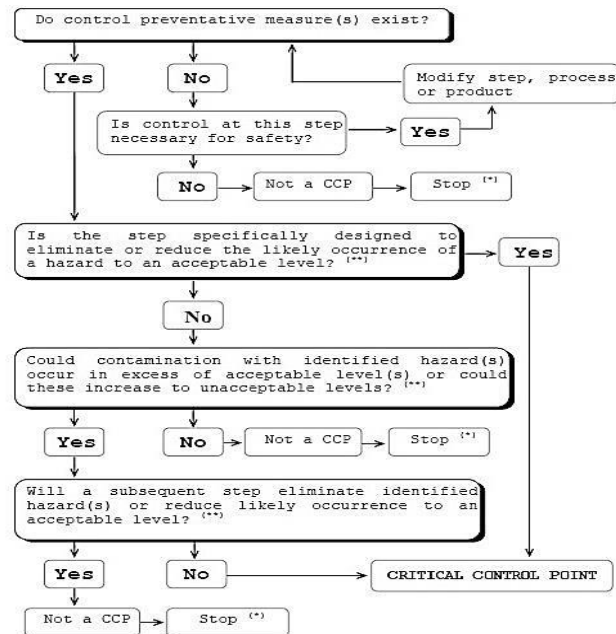 Do control preventative measure(s) exist?
Yes
No
Modify step, process
or product
Is control at this step
necessary for safety?
Yes
No
Not a CCP
Stop (*)
Is the step specifically designed to
eliminate or reduce the likely occurrence of
a hazard to an acceptable level? (**)
Yes
No
Could contamination with identified hazard(s)
occur in excess of acceptable level(s) or could
these increase to unacceptable levels? (**)
Yes
No
Not a CCP
Stop (*)
Will a subsequent step eliminate identified
hazard(s) or reduce likely occurrence to an
acceptable level? (**)
Yes
No
CRITICAL CONTROL POINT
Not a CCP
Stop (*)